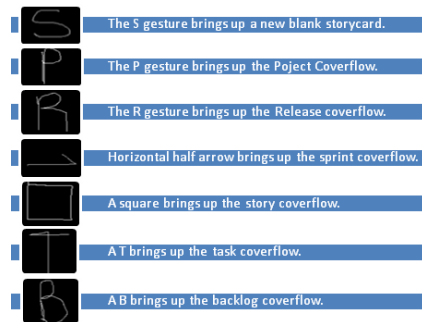 S
The S gesture brings up a new blank storycard.
P
The P gesture brings up the Poject Coverflow.
R
The R gesture brings up the Release coverflow.
Horizontal half arrow brings up the sprint coverflow.
A square brings up the story coverflow.
T
A T brings up the task coverflow.
B
A B brings up the backlog coverflow.